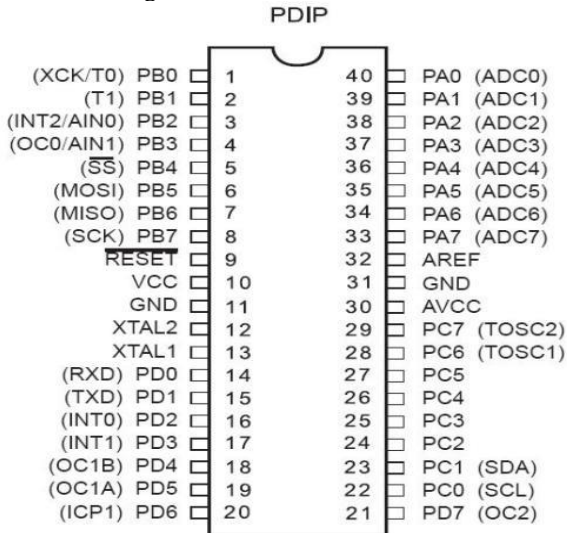 PDIP
(XCK/T0) PB0 1 40 PA0 (ADC0)
(T1) PB1 2 39 PA1 (ADC1)
(INT2/AIN0) PB2 3 38 PA2 (ADC2)
(OC0/AIN1) PB3 4 37 PA3 (ADC3)
(SS) PB4 5 36 PA4 (ADC4)
(MOSI) PB5 6 35 PA5 (ADC5)
(MISO) PB6 7 34 PA6 (ADC6)
(SCK) PB7 8 33 PA7 (ADC7)
RESET 9 32 AREF
VCC 10 31 GND
GND 11 30 AVCC
XTAL2 12 29 PC7 (TOSC2)
XTAL1 13 28 PC6 (TOSC1)
(RXD) PD0 14 27 PC5
(TXD) PD1 15 26 PC4
(INT0) PD2 16 25 PC3
(INT1) PD3 17 24 PC2
(OC1B) PD4 18 23 PC1 (SDA)
(OC1A) PD5 19 22 PC0 (SCL)
(ICP1) PD6 20 21 PD7 (OC2)